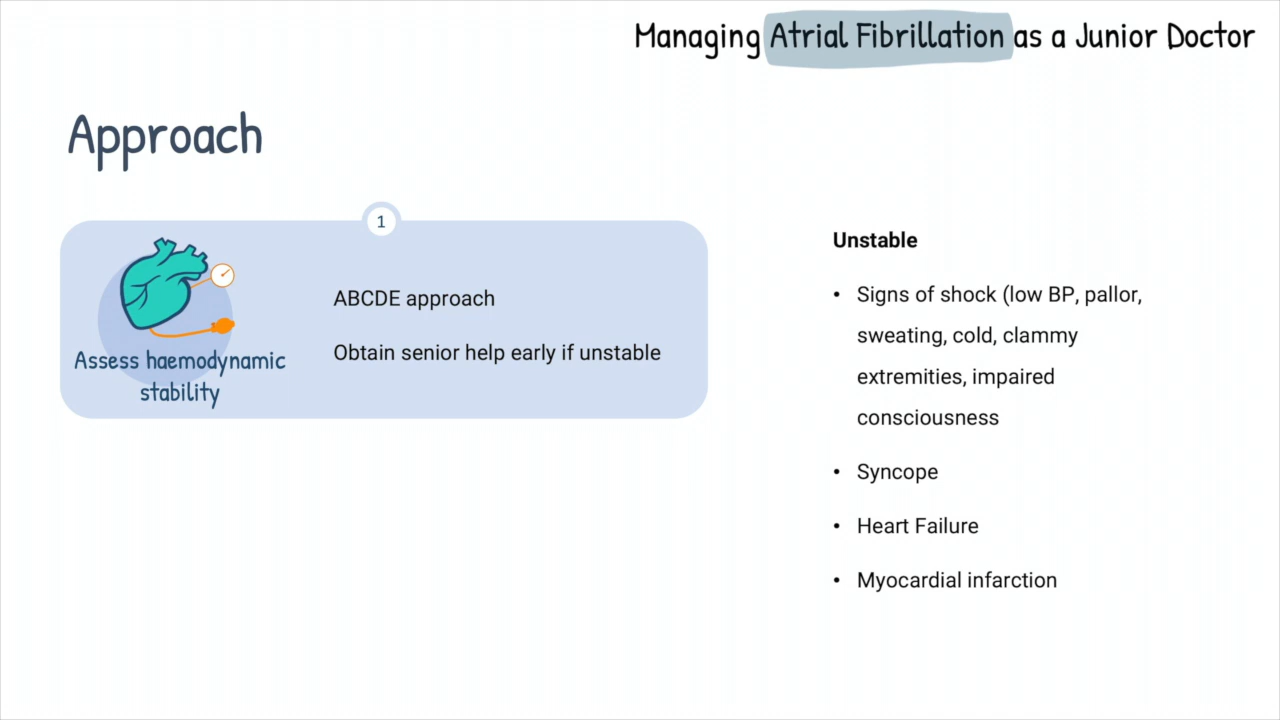 Managing Atrial Fibrillation as a Junior Doctor
Approach
1
Assess haemodynamic
stability
ABCDE approach
Obtain senior help early if unstable
Unstable
• Signs of shock (low BP, pallor,
sweating, cold, clammy
extremities, impaired
consciousness
• Syncope
• Heart Failure
• Myocardial infarction